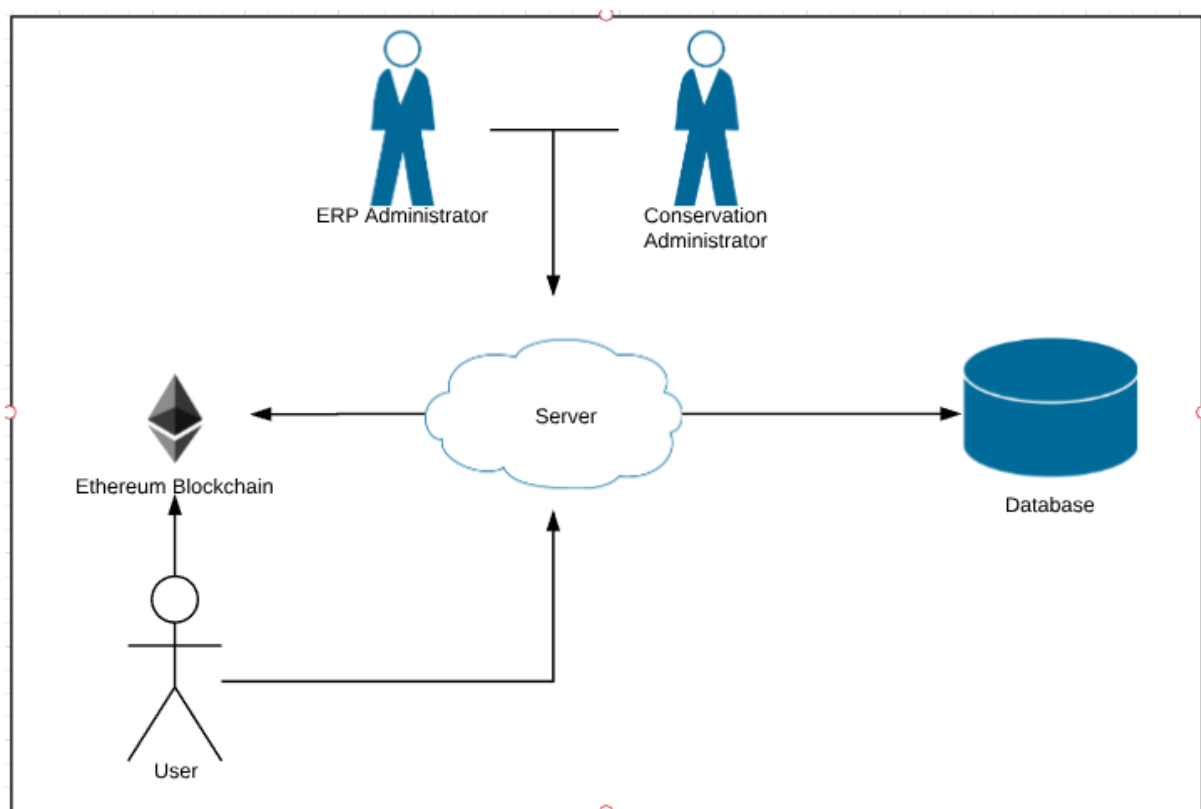 ERP Administrator
Conservation
Administrator
Server
Ethereum Blockchain
Database
User